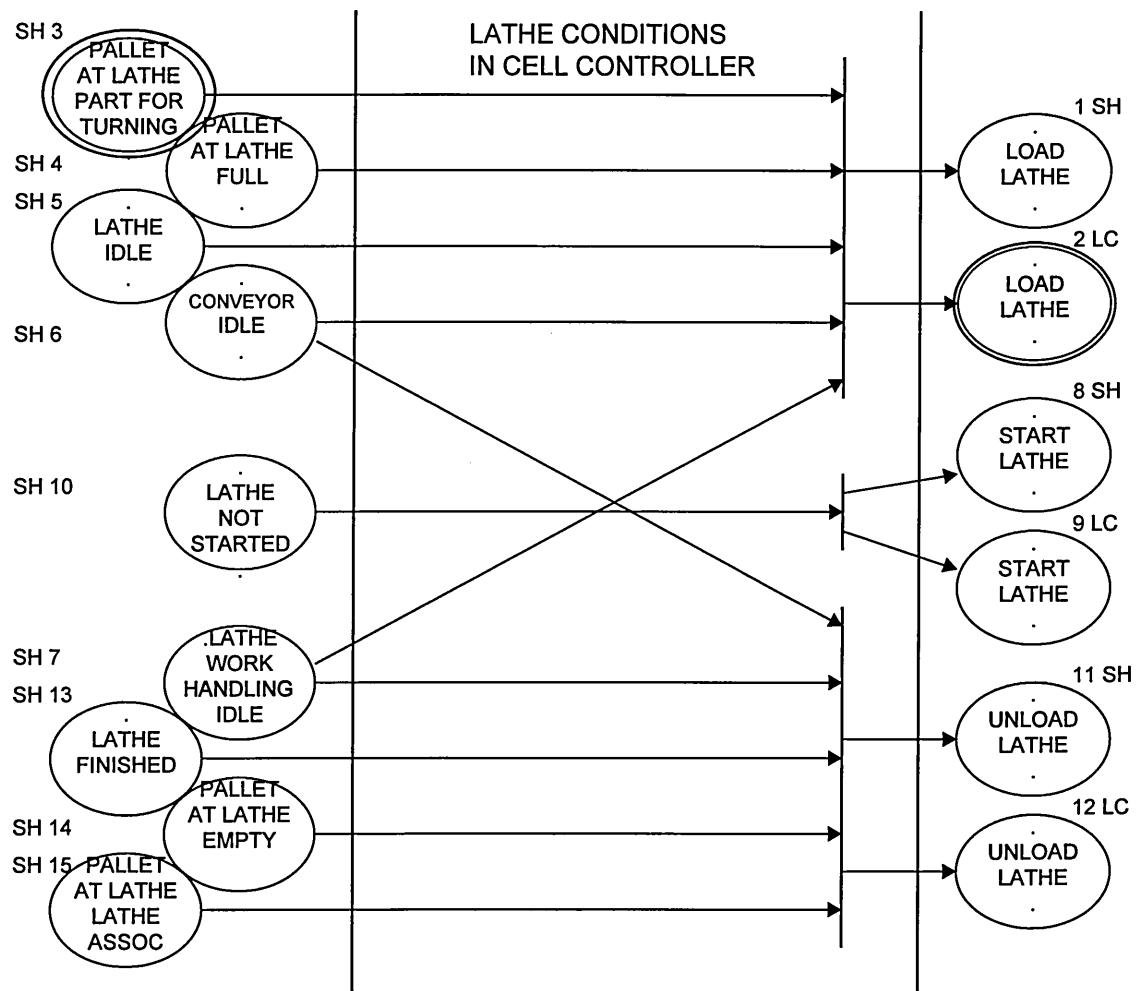 LATHE CONDITIONS
IN CELL CONTROLLER
SH 3
PALLET
AT LATHE
PART FOR
TURNING
SH 4
PALLET
AT LATHE
FULL
SH 5
LATHE
IDLE
SH 6
CONVEYOR
IDLE
SH 10
LATHE
NOT
STARTED
SH 7
.LATHE
WORK
HANDLING
IDLE
SH 13
LATHE
FINISHED
SH 14
PALLET
AT LATHE
EMPTY
SH 15
PALLET
AT LATHE
LATHE
ASSOC
1 SH
LOAD
LATHE
2 LC
LOAD
LATHE
8 SH
START
LATHE
9 LC
START
LATHE
11 SH
UNLOAD
LATHE
12 LC
UNLOAD
LATHE